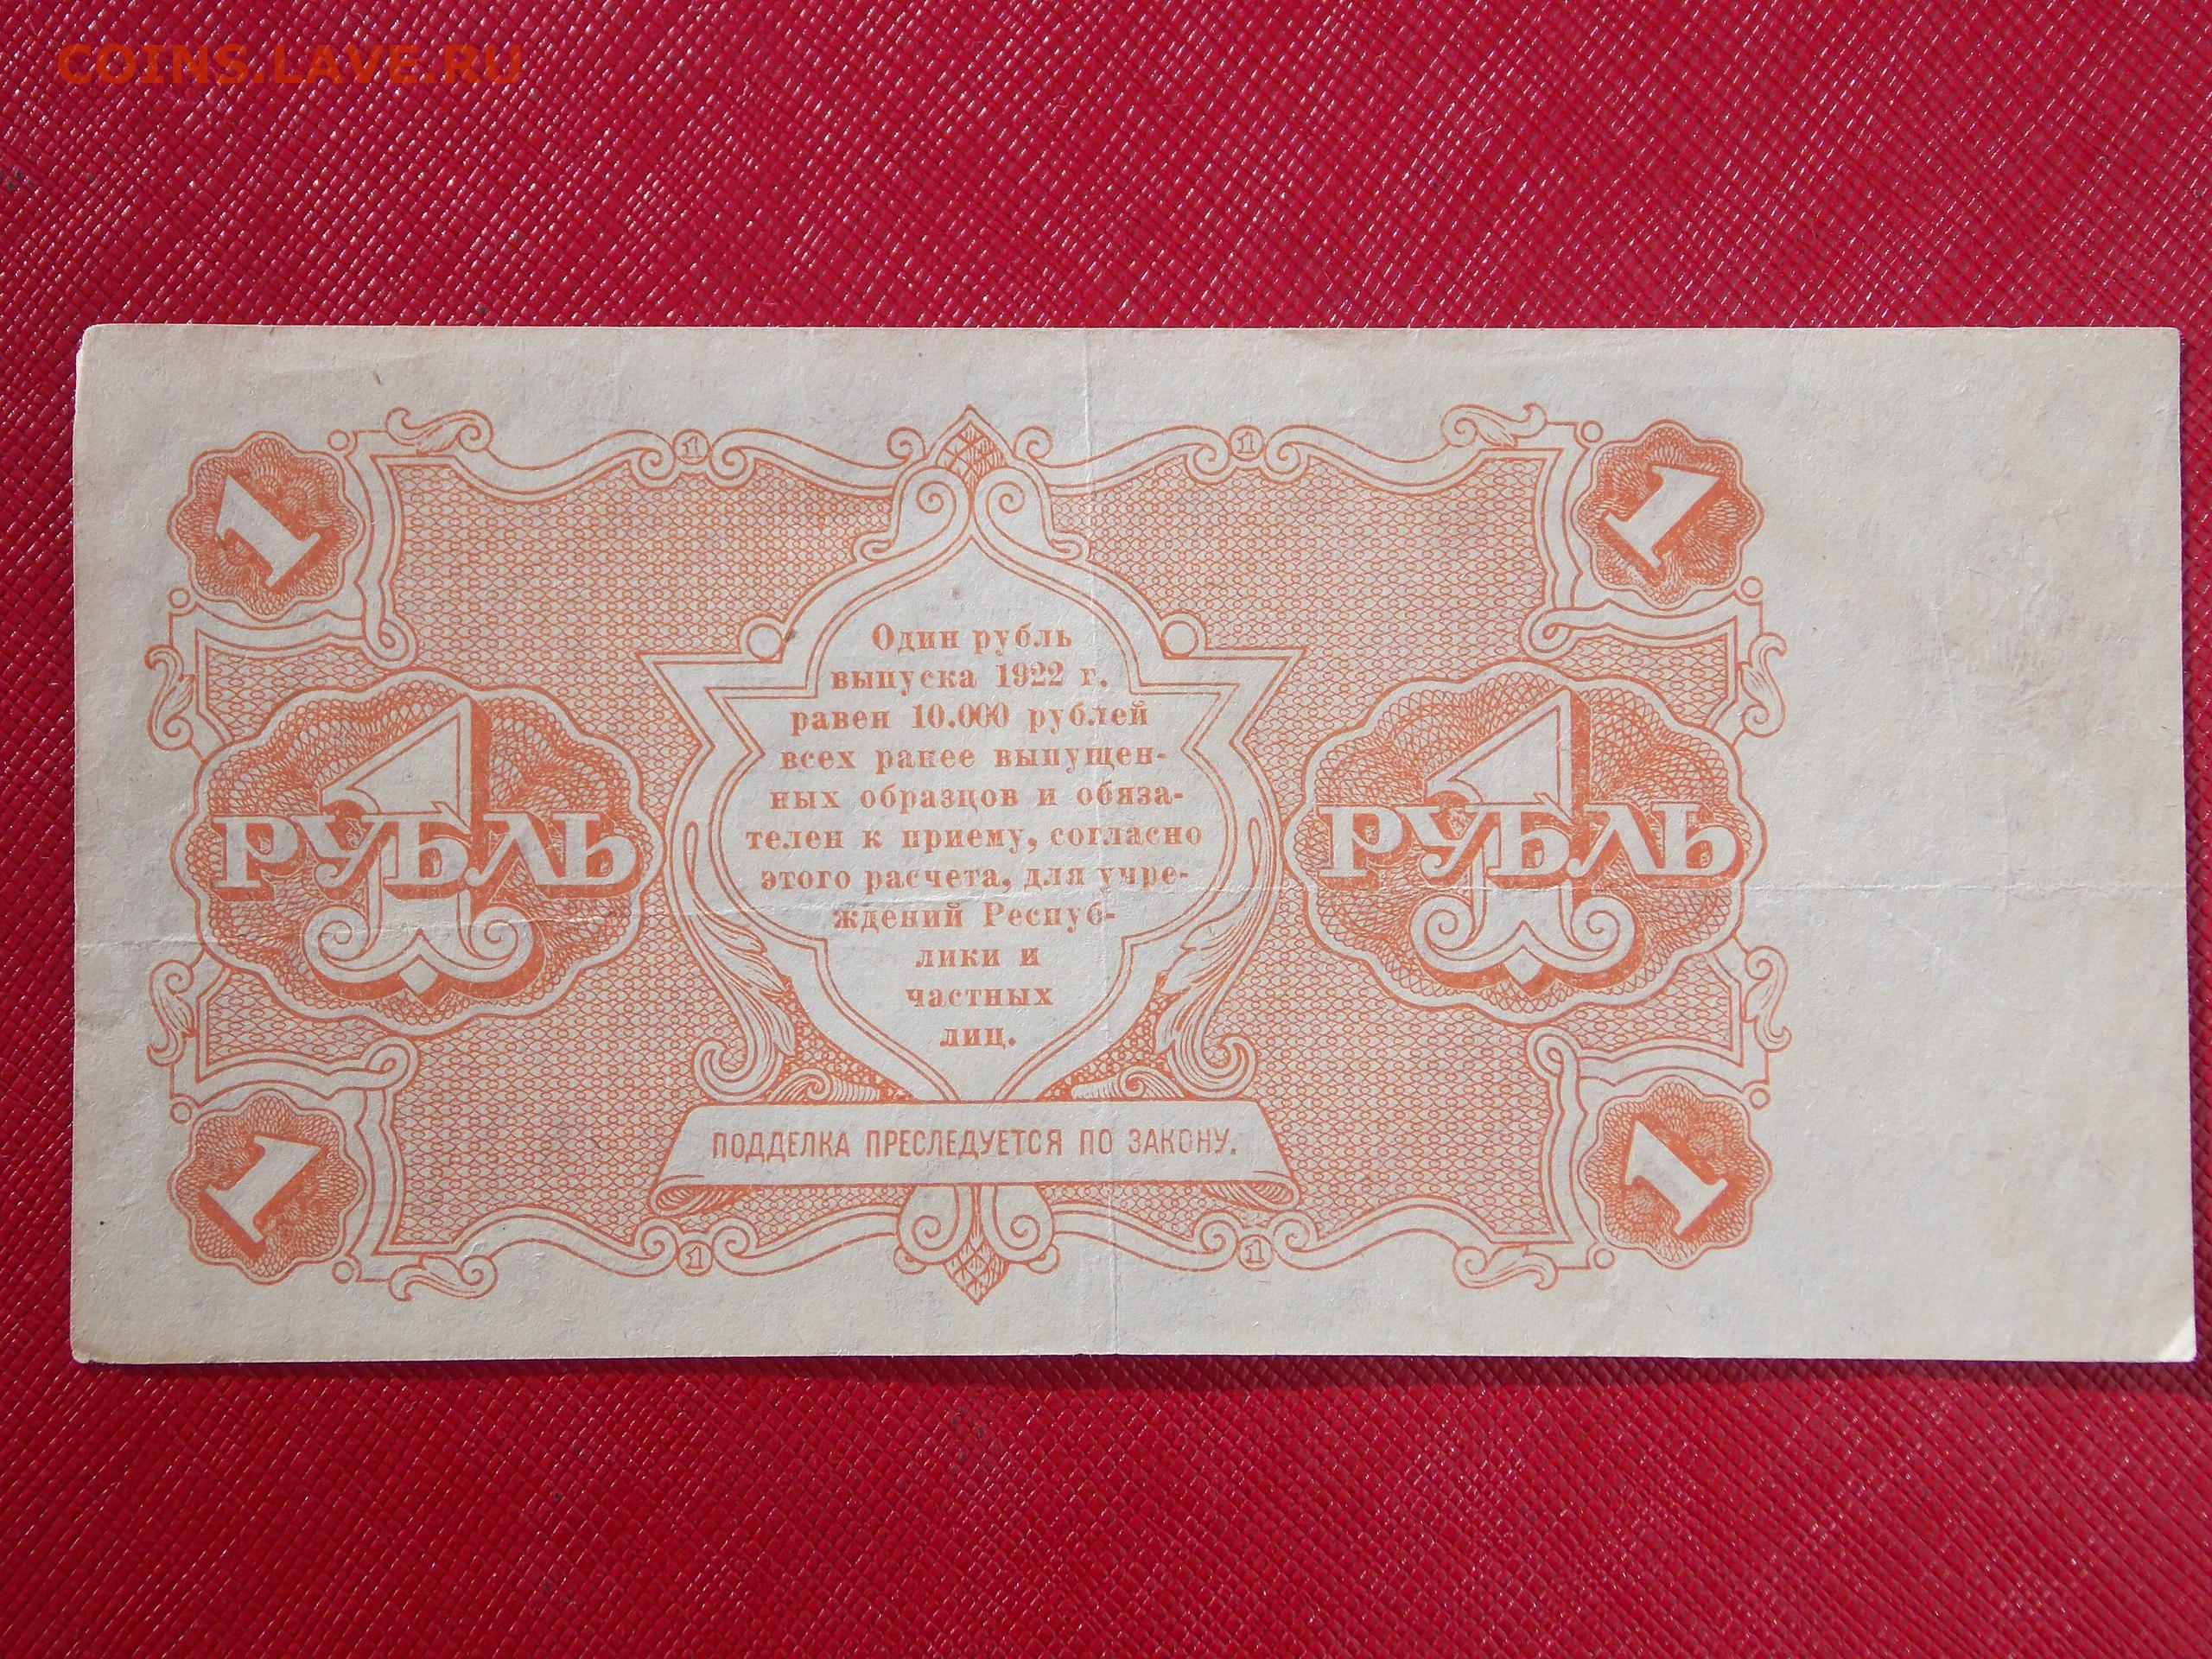 COINS.LAVE.RU
1 1
1 1
Один рубль
выпуска 1922 г.
равен 10.000 рублей
всех ранее выпущен-
ных образцов и обяза-
телен к приему, согласно
этого расчета, для учре-
ждений Респуб-
лики и
частных
лиц.
1 РУБЛЬ
1 РУБЛЬ
ПОДДЕЛКА ПРЕСЛЕДУЕТСЯ ПО ЗАКОНУ.
1 1
1 1